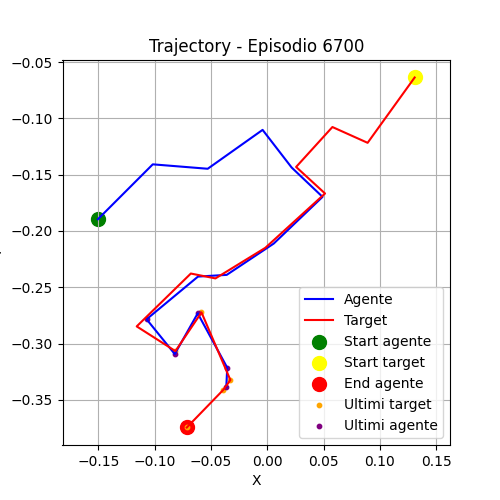 Trajectory - Episodio 6700
−0.05
−0.10
−0.15
−0.20
−0.25
−0.30
−0.35
Agente
Target
Start agente
Start target
End agente
Ultimi target
Ultimi agente
−0.15
−0.10
−0.05
0.00
0.05
0.10
0.15
X